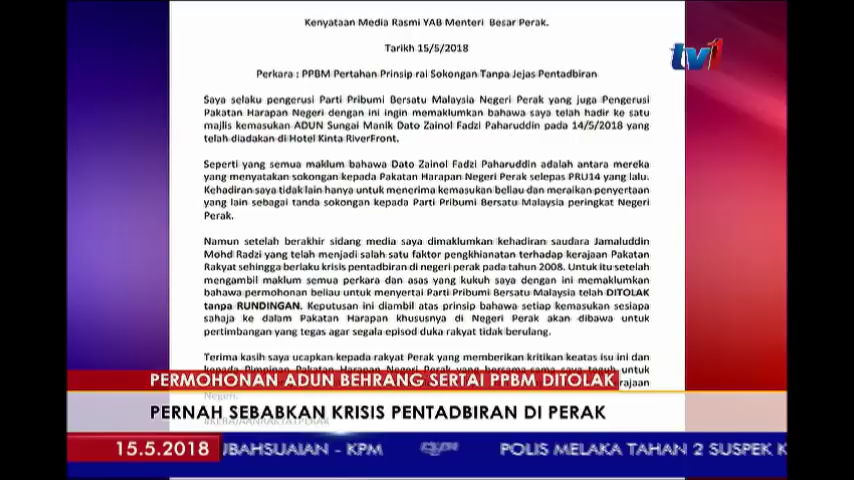 Kenyataan Media Rasmi YAB Menteri Besar Perak.
Tarikh 15/5/2018
tv1
Perkara : PPBM Pertahan Prinsip rai Sokongan Tanpa Jejas Pentadbiran
Saya selaku pengerusi Parti Pribumi Bersatu Malaysia Negeri Perak yang juga Pengerusi
Pakatan Harapan Negeri dengan ini ingin memaklumkan bahawa saya telah hadir ke satu
majlis kemasukan ADUN Sungai Manik Dato Zainol Fadzi Paharuddin pada 14/5/2018 yang
telah diadakan di Hotel Kinta RiverFront.
Seperti yang semua maklum bahawa Dato Zainol Fadzi Paharuddin adalah antara mereka
yang menyatakan sokongan kepada Pakatan Harapan Negeri Perak selepas PRU14 yang lalu.
Kehadiran saya tidak lain hanya untuk menerima kemasukan beliau dan meraikan penyertaan
yang lain sebagai tanda sokongan kepada Parti Pribumi Bersatu Malaysia peringkat Negeri
Perak.
Namun setelah berakhir sidang media saya dimaklumkan kehadiran saudara Jamaluddin
Mohd Radzi yang telah menjadi salah satu faktor pengkhianatan terhadap kerajaan Pakatan
Rakyat sehingga berlaku krisis pentadbiran di negeri perak pada tahun 2008. Untuk itu setelah
mengambil maklum semua perkara dan asas yang kukuh saya dengan ini memaklumkan
bahawa permohonan beliau untuk menyertai Parti Pribumi Bersatu Malaysia telah DITOLAK
tanpa RUNDINGAN. Keputusan ini diambil atas prinsip bahawa setiap kemasukan sesiapa
sahaja ke dalam Pakatan Harapan khususnya di Negeri Perak akan dibawa untuk
pertimbangan yang tegas agar segala episod duka rakyat tidak berulang.
Terima kasih saya ucapkan kepada rakyat Perak yang memberikan kritikan keatas isu ini dan
PERMOHONAN ADUN BEHRANG SERTAI PPBM DITOLAK
PERNAH SEBABKAN KRISIS PENTADBIRAN DI PERAK
15.5.2018 UBAHSUAIAN - KPM POLIS MELAKA TAHAN 2 SUSPEK K